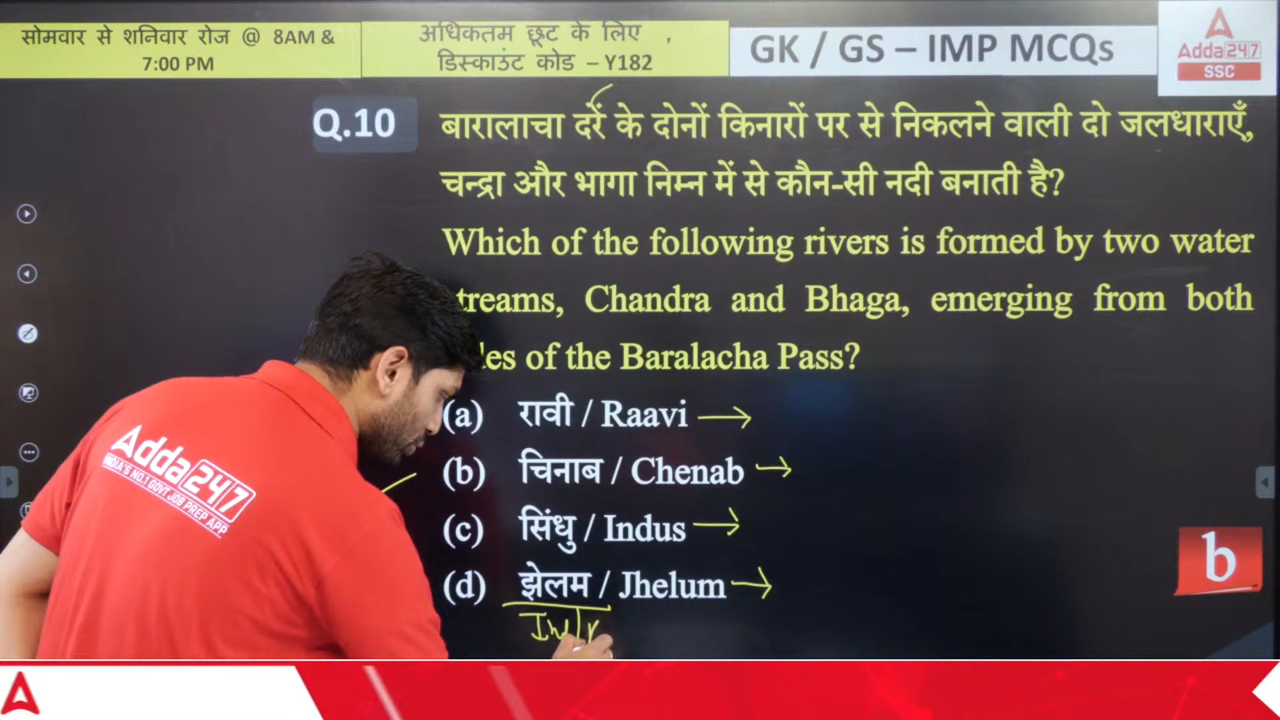 सोमवार से शनिवार रोज @ 8AM &
7:00 PM
अधिकतम छूट के लिए ,
डिस्काउंट कोड – Y182
GK / GS – IMP MCQs
Adda247
SSC
Q.10
बारालाचा दर्रे के दोनों किनारों पर से निकलने वाली दो जलधाराएँ,
चन्द्रा और भागा निम्न में से कौन-सी नदी बनाती है?
Which of the following rivers is formed by two water
treams, Chandra and Bhaga, emerging from both
les of the Baralacha Pass?
(a) रावी / Raavi
(b) चिनाब / Chenab
(c) सिंधु / Indus
(d) झेलम / Jhelum
b
Adda247
INDIA'S NO.1 GOVT JOB PREP APP